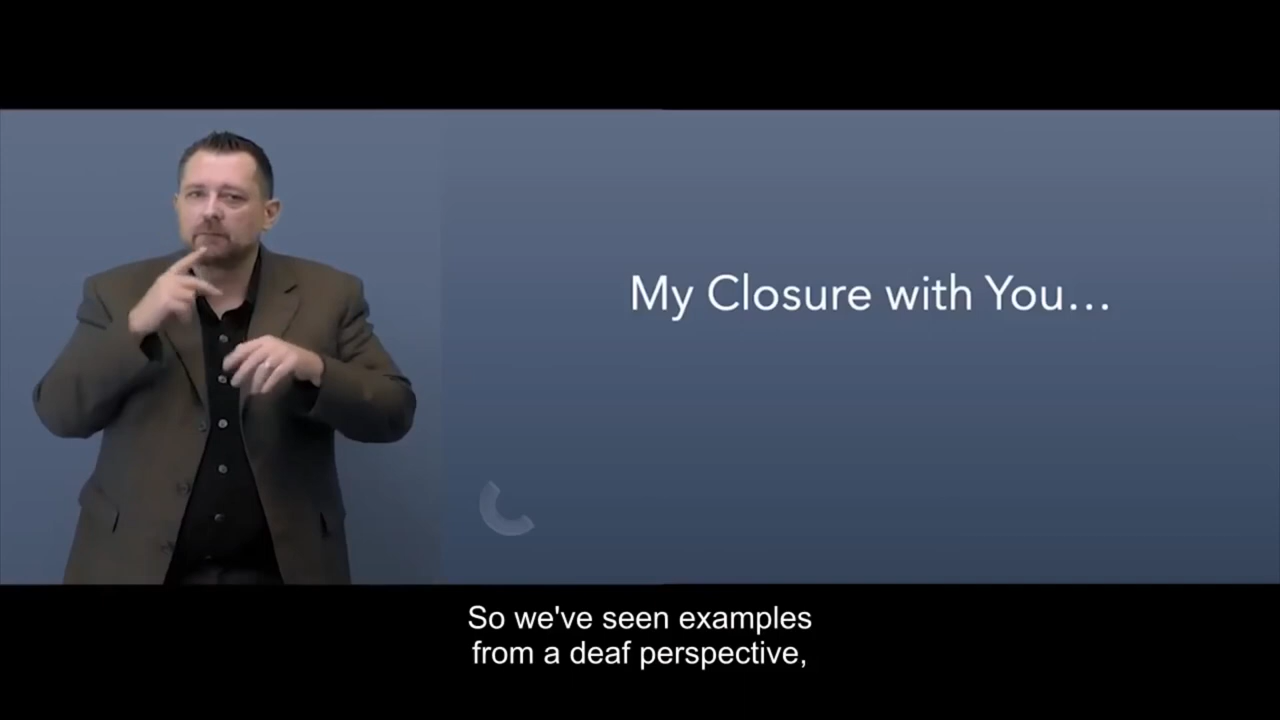 My Closure with You...
So we've seen examples
from a deaf perspective,